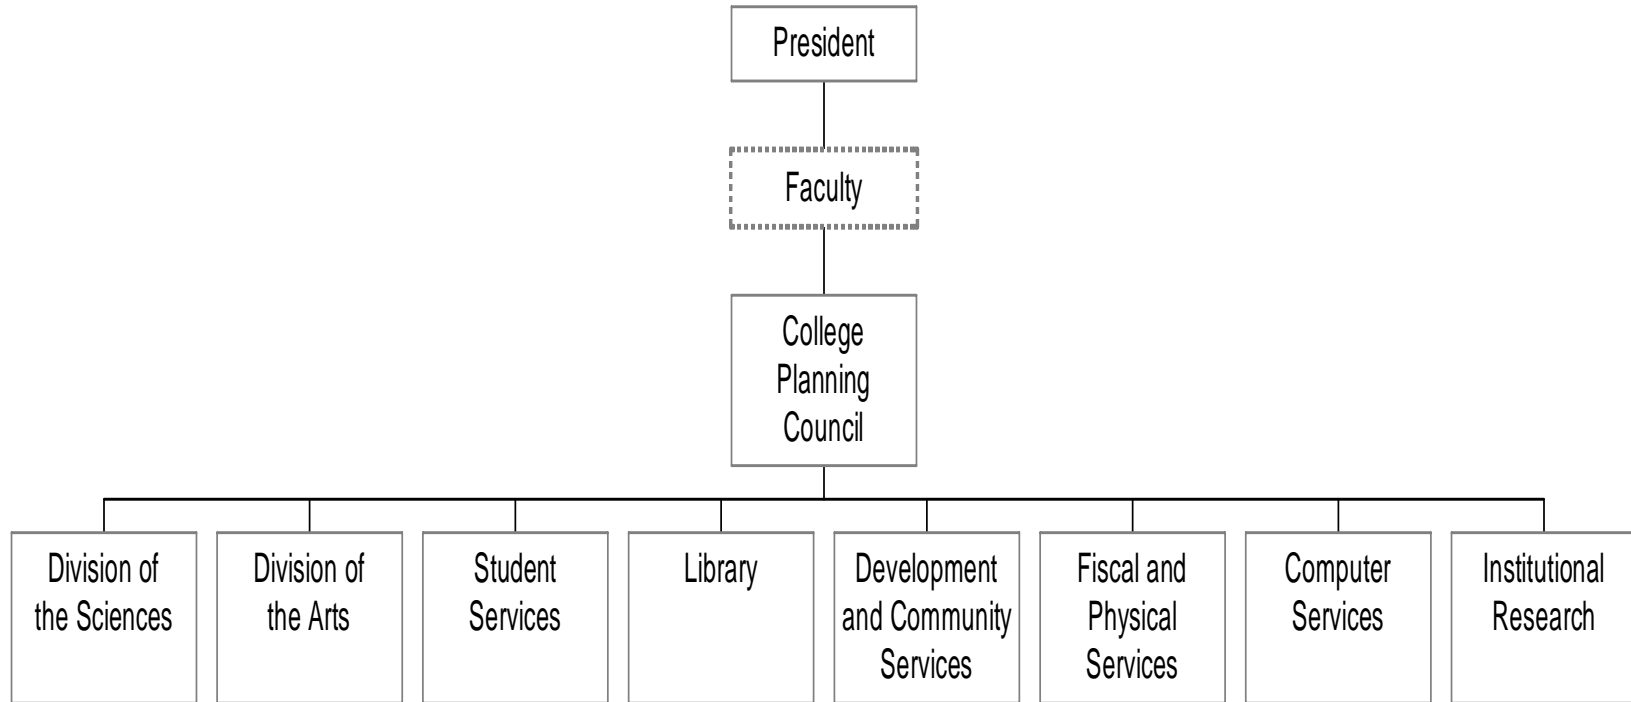 President
Faculty
College
Planning
Council
Division of
the Sciences
Division of
the Arts
Student
Services
Library
Development
and Community
Services
Fiscal and
Physical
Services
Computer
Services
Institutional
Research